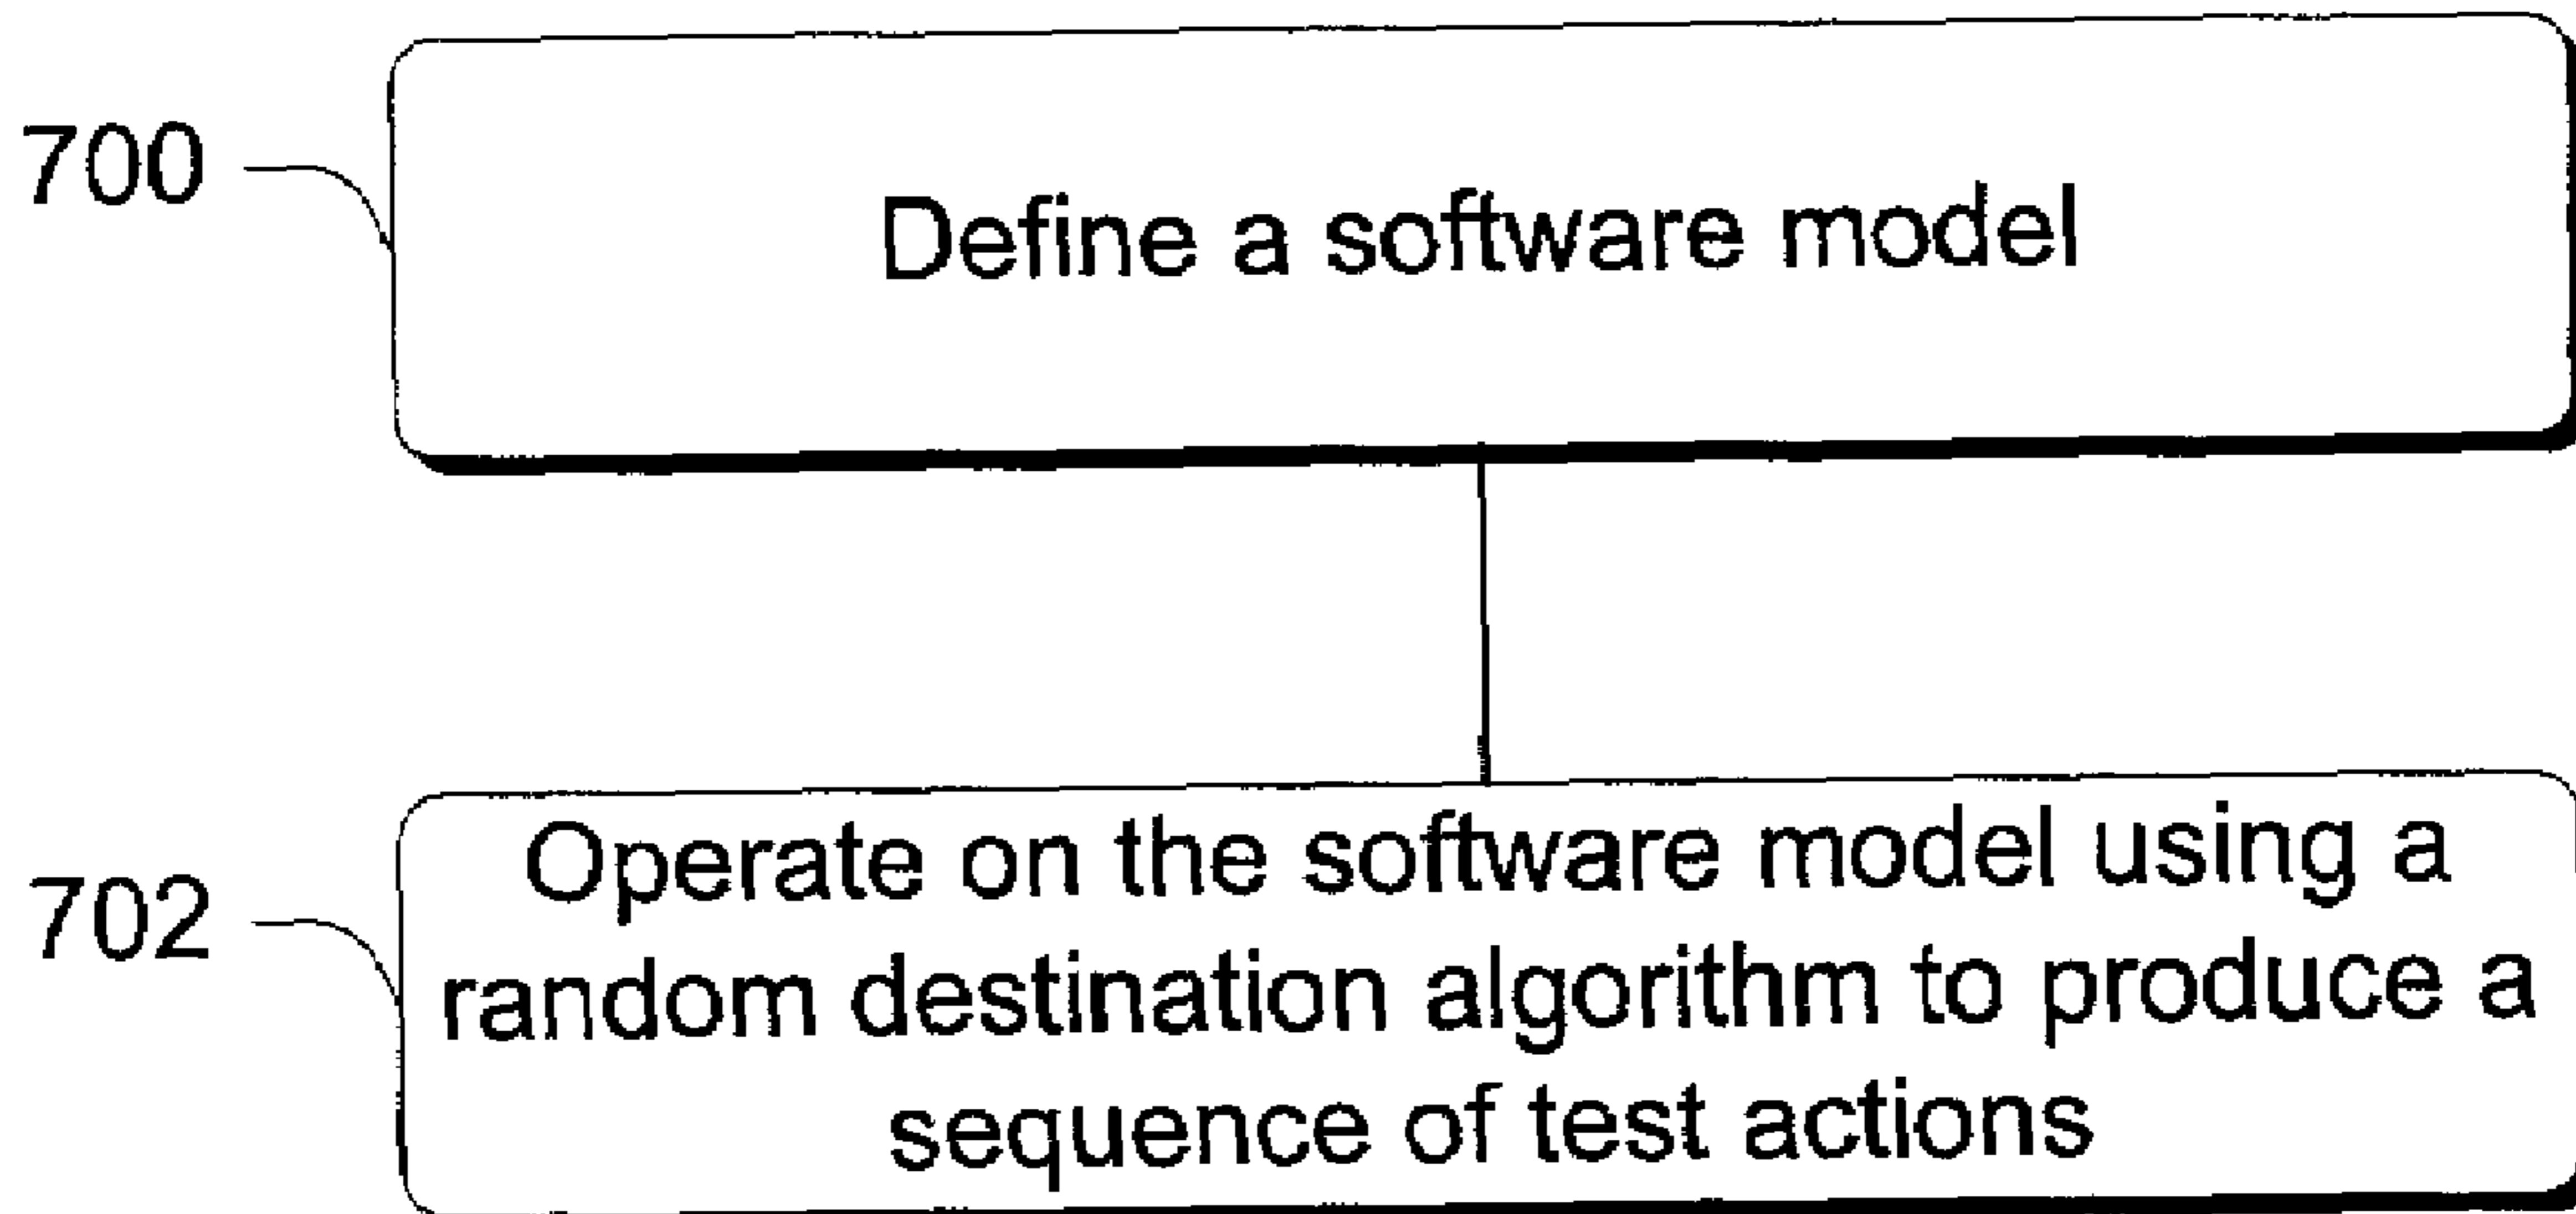 700
Define a software model
702
Operate on the software model using a
random destination algorithm to produce a
sequence of test actions